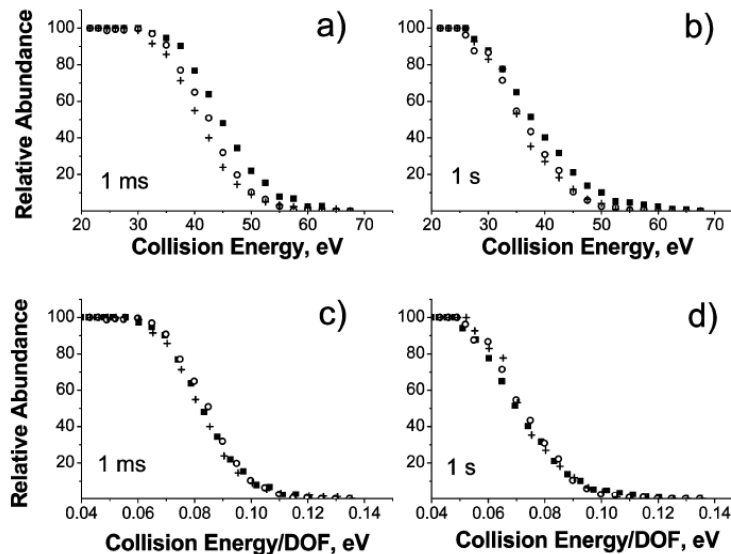 a)
b)
100
80
60
40
20
Relative Abundance
1 ms
20 30 40 50 60 70
Collision Energy, eV
100
80
60
40
20
1 s
20 30 40 50 60 70
Collision Energy, eV
c)
d)
100
80
60
40
20
Relative Abundance
1 ms
0.04 0.06 0.08 0.10 0.12 0.14
Collision Energy/DOF, eV
100
80
60
40
20
1 s
0.04 0.06 0.08 0.10 0.12 0.14
Collision Energy/DOF, eV